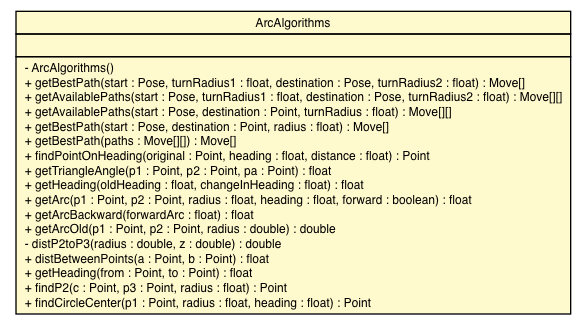 ArcAlgorithms
- ArcAlgorithms()
+ getBestPath(start : Pose, turnRadius1 : float, destination : Pose, turnRadius2 : float) : Move[]
+ getAvailablePaths(start : Pose, turnRadius1 : float, destination : Pose, turnRadius2 : float) : Move[][]
+ getAvailablePaths(start : Pose, destination : Point, turnRadius : float) : Move[][]
+ getBestPath(start : Pose, destination : Point, radius : float) : Move[]
+ getBestPath(paths : Move[][]) : Move[]
+ findPointOnHeading(original : Point, heading : float, distance : float) : Point
+ getTriangleAngle(p1 : Point, p2 : Point, pa : Point) : float
+ getHeading(oldHeading : float, changeInHeading : float) : float
+ getArc(p1 : Point, p2 : Point, radius : float, heading : float, forward : boolean) : float
+ getArcBackward(forwardArc : float) : float
+ getArcOld(p1 : Point, p2 : Point, radius : double) : double
- distP2toP3(radius : double, z : double) : double
+ distBetweenPoints(a : Point, b : Point) : float
+ getHeading(from : Point, to : Point) : float
+ findP2(c : Point, p3 : Point, radius : float) : Point
+ findCircleCenter(p1 : Point, radius : float, heading : float) : Point